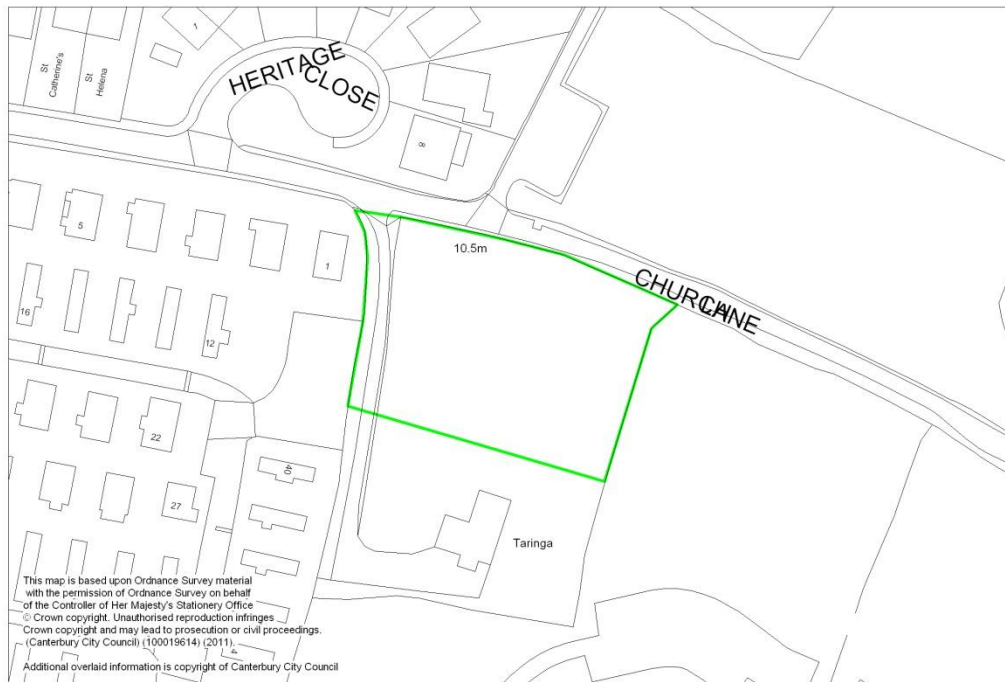 1
St
Catherine's
St
Helena
HERITAGE
CLOSE
8
5
1
10.5m
CHURCH
LANE
16
12
22
40
27
Taringa
4
This map is based upon Ordnance Survey material
with the permission of Ordnance Survey on behalf
of the Controller of Her Majesty's Stationery Office
© Crown copyright. Unauthorised reproduction infringes
Crown copyright and may lead to prosecution or civil proceedings.
(Canterbury City Council) (100019614) (2011).
Additional overlaid information is copyright of Canterbury City Council